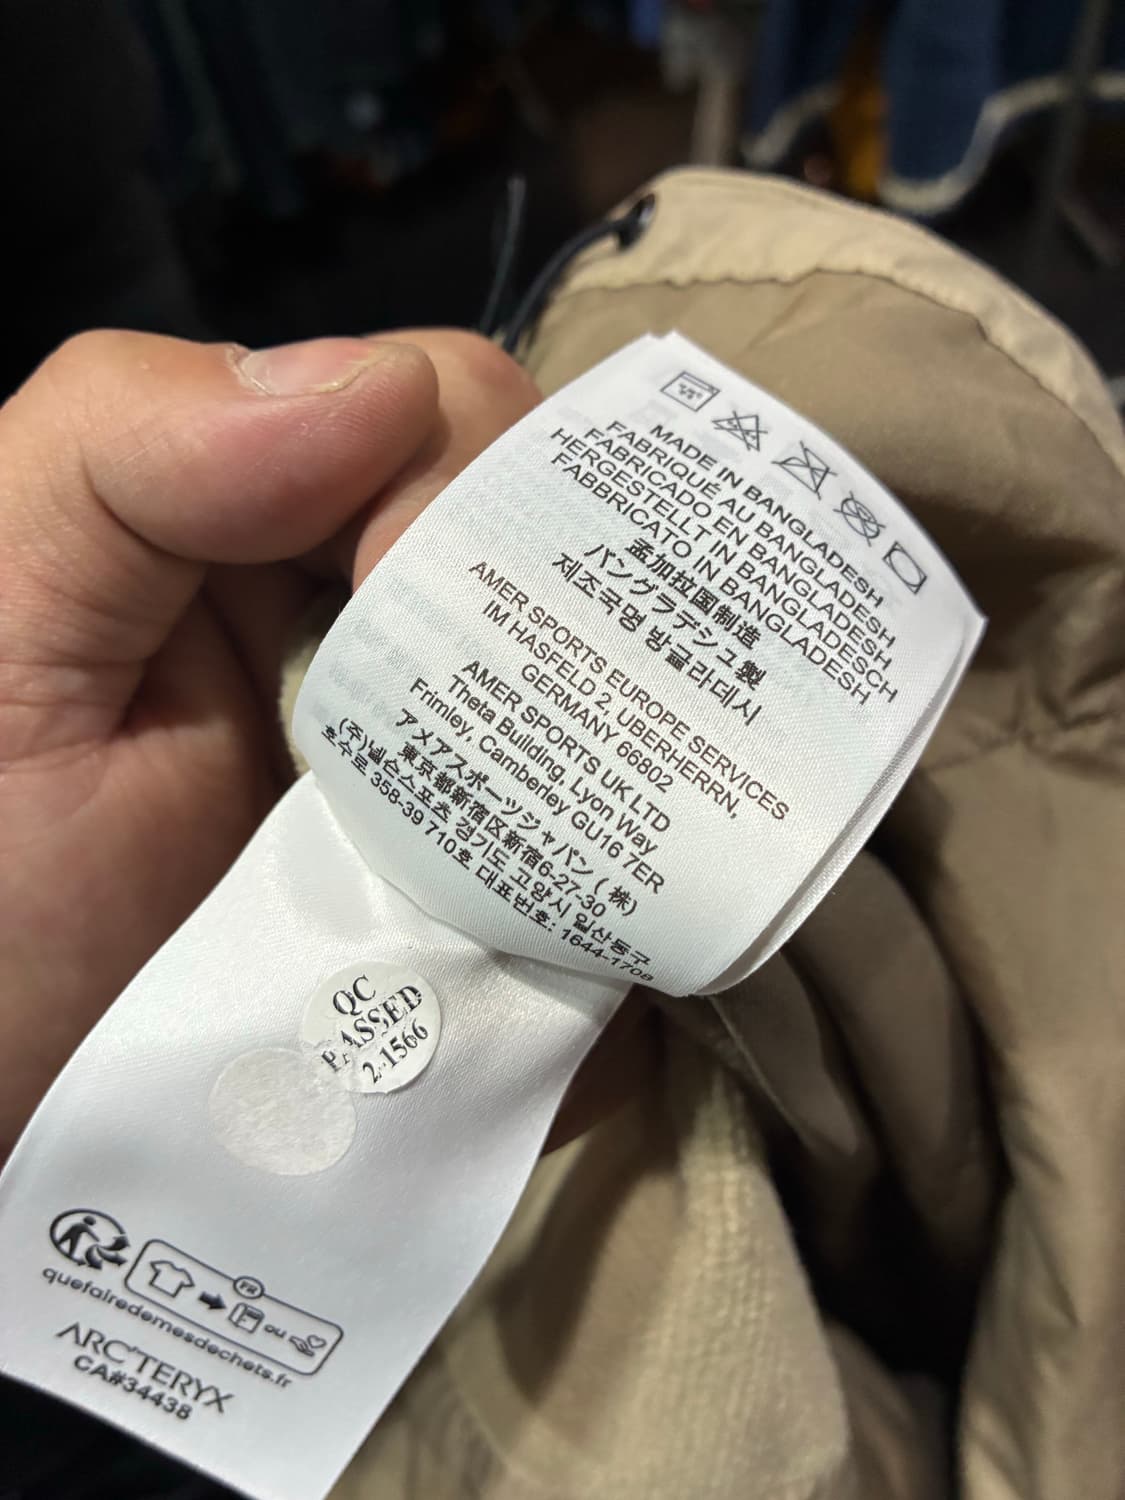 MADE IN BANGLADESH
FABRIQUÉ AU BANGLADESH
FABRICADO EN BANGLADESH
HERGESTELLT IN BANGLADESCH
FABBRICATO IN BANGLADESH
孟加拉国制造
バングラデシュ製
제조국명 방글라데시
AMER SPORTS EUROPE SERVICES
IM HASFELD 2, UBERHERRN,
GERMANY 66802
AMER SPORTS UK LTD
Theta Building, Lyon Way
Frimley, Camberley GU16 7ER
アメアスポーツジャパン ( 株)
東京都新宿区新宿6-27-30
(주)넬슨스포츠 경기도 고양시 일산동구
호수로 358-39 710호 대표번호: 1644-1708
QC
PASSED
2-1566
FR
ou
quefairedemesdechets.fr
ARC'TERYX
CA#34438